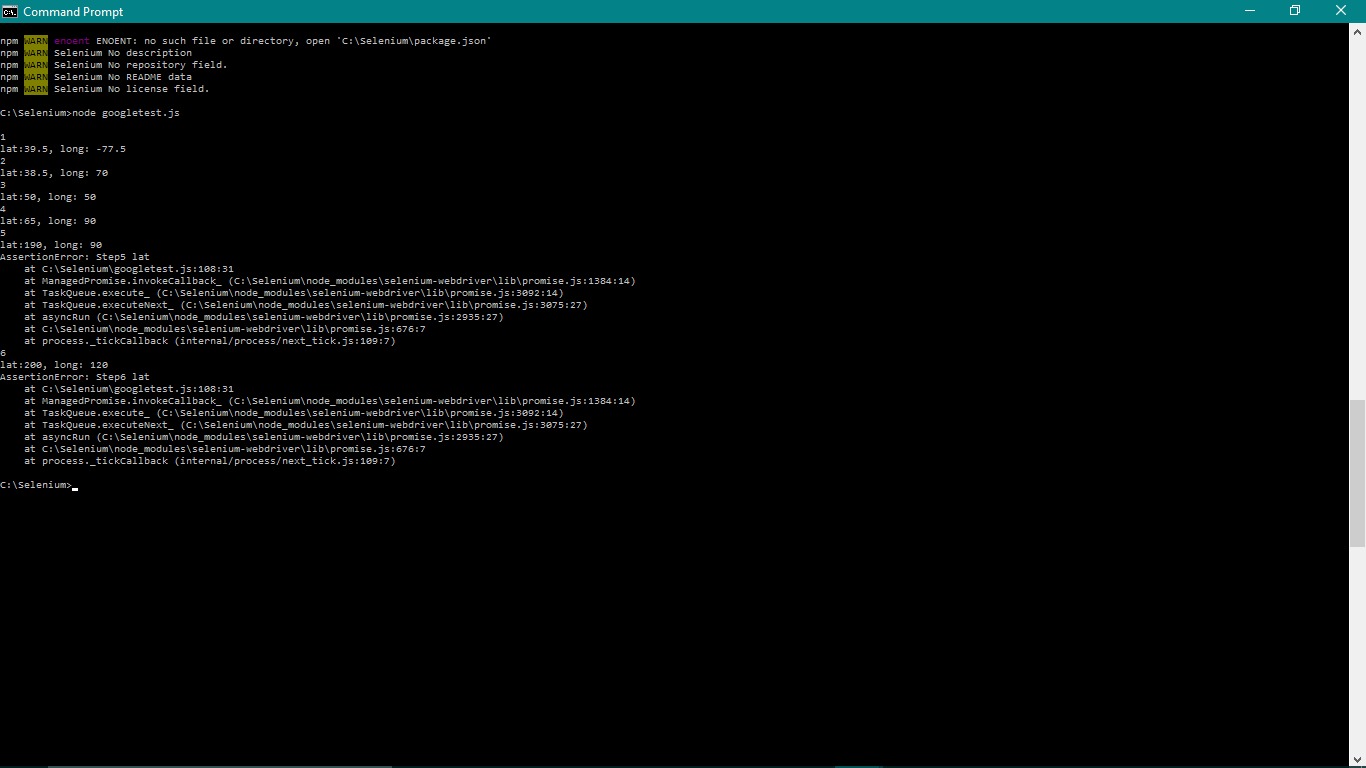 Command Prompt
npm WARN enoent ENOENT: no such file or directory, open 'C:\Selenium\package.json'
npm WARN Selenium No description
npm WARN Selenium No repository field.
npm WARN Selenium No README data
npm WARN Selenium No license field.
C:\Selenium>node googletest.js
1
lat:39.5, long: -77.5
2
lat:38.5, long: 70
3
lat:50, long: 50
4
lat:65, long: 90
5
lat:190, long: 90
AssertionError: Step5 lat
at C:\Selenium\googletest.js:108:31
at ManagedPromise.invokeCallback_ (C:\Selenium\node_modules\selenium-webdriver\lib\promise.js:1384:14)
at TaskQueue.execute_ (C:\Selenium\node_modules\selenium-webdriver\lib\promise.js:3092:14)
at TaskQueue.executeNext_ (C:\Selenium\node_modules\selenium-webdriver\lib\promise.js:3075:27)
at asyncRun (C:\Selenium\node_modules\selenium-webdriver\lib\promise.js:2935:27)
at C:\Selenium\node_modules\selenium-webdriver\lib\promise.js:676:7
at process._tickCallback (internal/process/next_tick.js:109:7)
6
lat:200, long: 120
AssertionError: Step6 lat
at C:\Selenium\googletest.js:108:31
at ManagedPromise.invokeCallback_ (C:\Selenium\node_modules\selenium-webdriver\lib\promise.js:1384:14)
at TaskQueue.execute_ (C:\Selenium\node_modules\selenium-webdriver\lib\promise.js:3092:14)
at TaskQueue.executeNext_ (C:\Selenium\node_modules\selenium-webdriver\lib\promise.js:3075:27)
at asyncRun (C:\Selenium\node_modules\selenium-webdriver\lib\promise.js:2935:27)
at C:\Selenium\node_modules\selenium-webdriver\lib\promise.js:676:7
at process._tickCallback (internal/process/next_tick.js:109:7)
C:\Selenium>